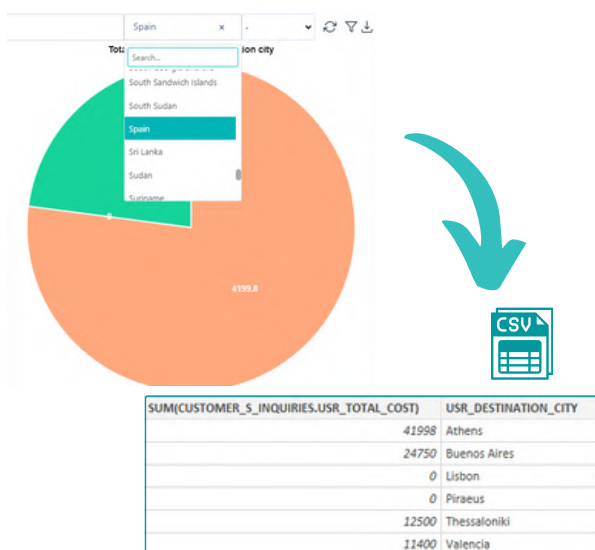 Spain × -
Tota ion city
Search...
South Sandwich Islands
South Sudan
Spain
Sri Lanka
Sudan
Suriname
4199.8
CSV
SUM(CUSTOMER_S_INQUIRIES.USR_TOTAL_COST) USR_DESTINATION_CITY
41998 Athens
24750 Buenos Aires
0 Lisbon
0 Piraeus
12500 Thessaloniki
11400 Valencia